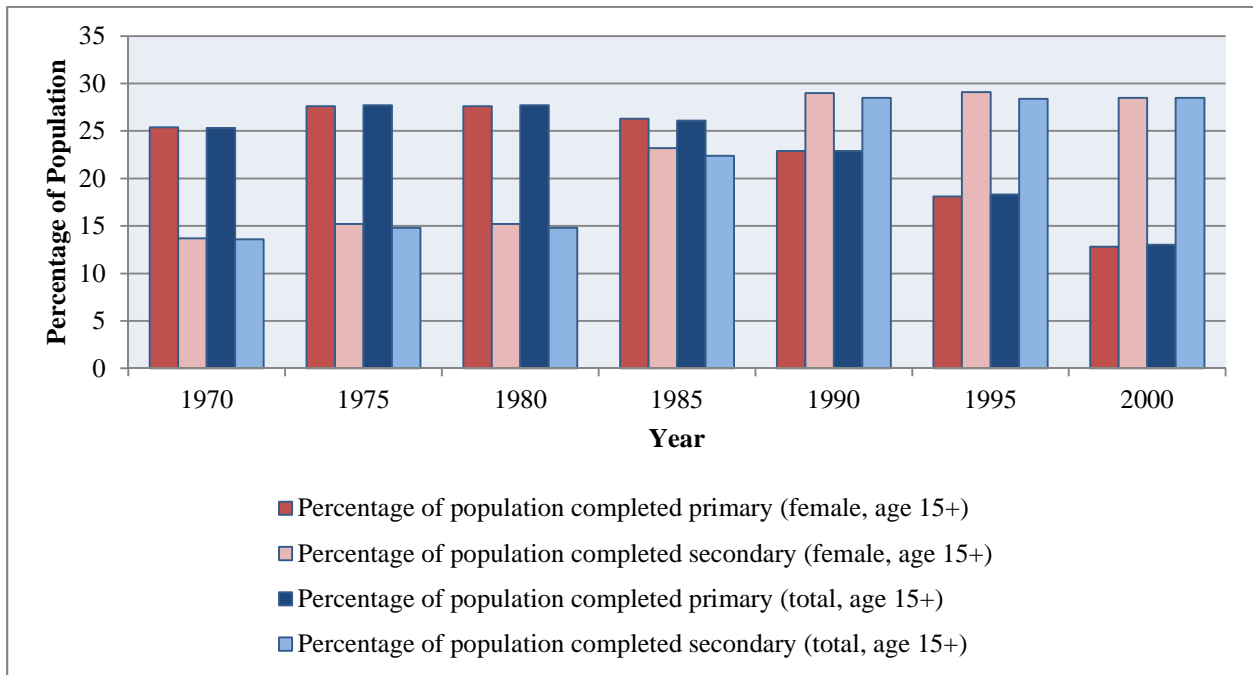 35
30
25
20
15
10
5
0
Percentage of Population
1970 1975 1980 1985 1990 1995 2000
Year
Percentage of population completed primary (female, age 15+)
Percentage of population completed secondary (female, age 15+)
Percentage of population completed primary (total, age 15+)
Percentage of population completed secondary (total, age 15+)